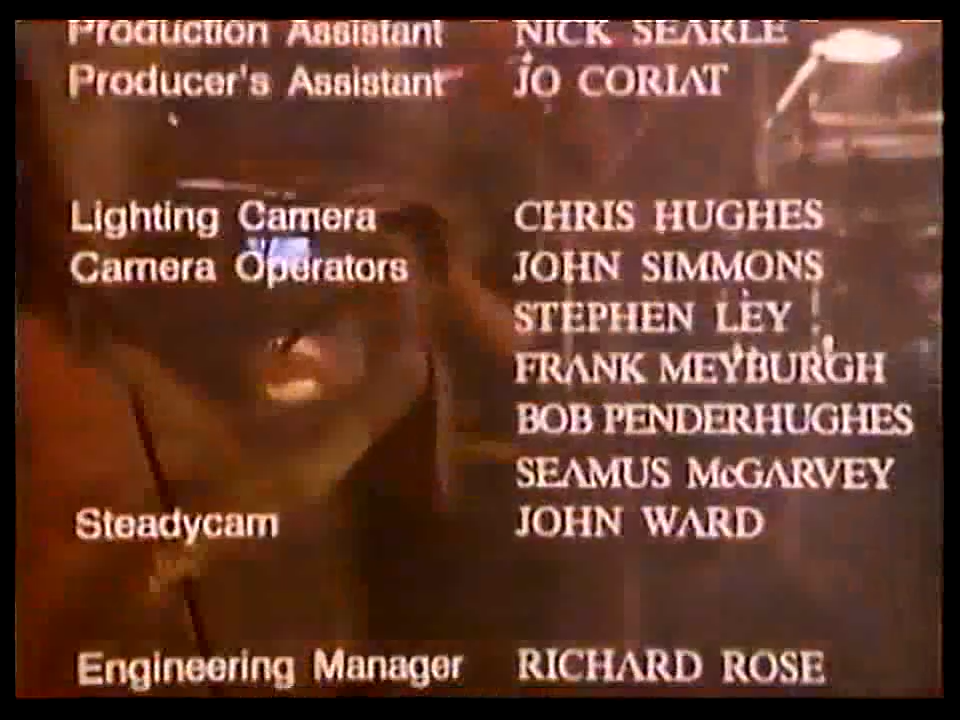 Production Assistant NICK SEARLE
Producer's Assistant JO CORIAT
Lighting Camera CHRIS HUGHES
Camera Operators JOHN SIMMONS
STEPHEN LEY
FRANK MEYBURGH
BOB PENDERHUGHES
SEAMUS McGARVEY
Steadycam JOHN WARD
Engineering Manager RICHARD ROSE